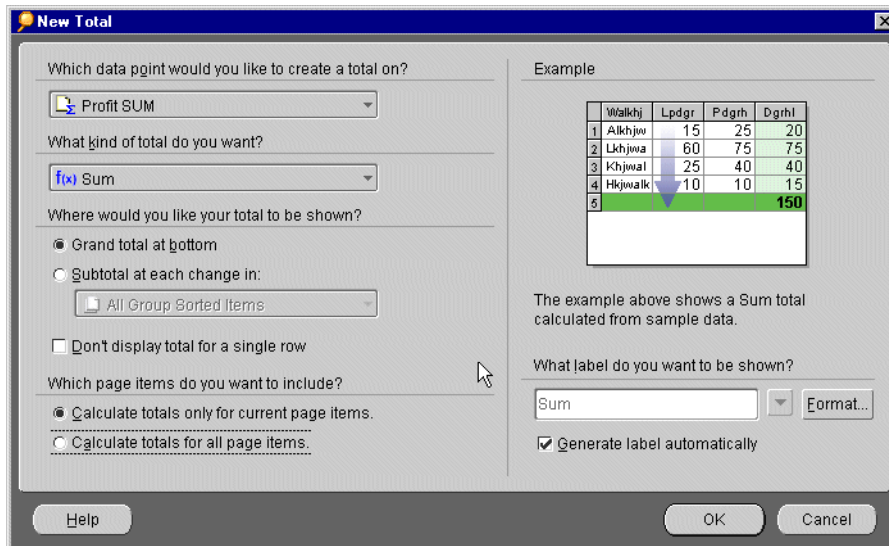 New Total
Which data point would you like to create a total on?
Profit SUM
What kind of total do you want?
f(x) Sum
Where would you like your total to be shown?
Grand total at bottom
Subtotal at each change in:
All Group Sorted Items
Don't display total for a single row
Which page items do you want to include?
Calculate totals only for current page items.
Calculate totals for all page items.
Example
Walkhj Lpdgr Pdgrh Dgrhl
1 Alkhjw 15 25 20
2 Lkhjwa 60 75 75
3 Khjwal 25 40 40
4 Hkjwalk 10 10 15
5 150
The example above shows a Sum total
calculated from sample data.
What label do you want to be shown?
Sum
Format...
Generate label automatically
Help
OK
Cancel